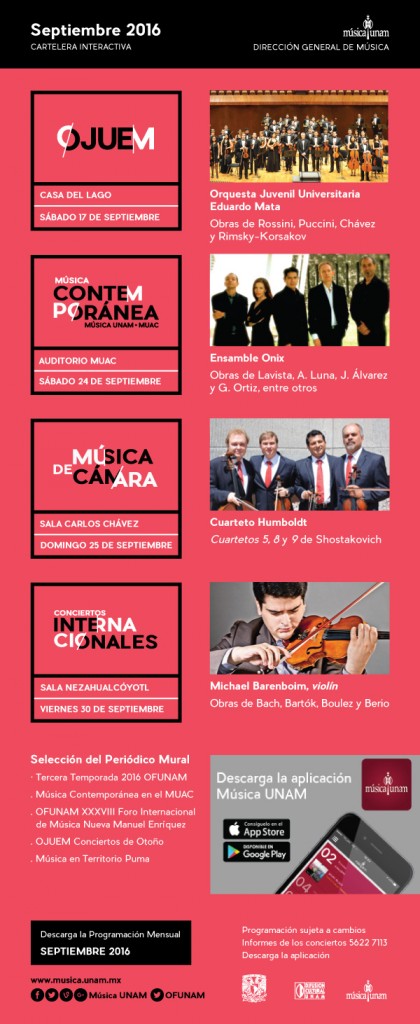 Septiembre 2016
CARTELERA INTERACTIVA
música unam
DIRECCIÓN GENERAL DE MÚSICA
OJUEM
CASA DEL LAGO
SÁBADO 17 DE SEPTIEMBRE
Orquesta Juvenil Universitaria
Eduardo Mata
Obras de Rossini, Puccini, Chávez
y Rimsky-Korsakov
MÚSICA
CONTEM
PORÁNEA
MÚSICA UNAM • MUAC
AUDITORIO MUAC
SÁBADO 24 DE SEPTIEMBRE
Ensamble Onix
Obras de Lavista, A. Luna, J. Álvarez
y G. Ortiz, entre otros
MÚSICA
DE CÁMARA
SALA CARLOS CHÁVEZ
DOMINGO 25 DE SEPTIEMBRE
Cuarteto Humboldt
Cuartetos 5, 8 y 9 de Shostakovich
CONCIERTOS
INTERNA
CIONALES
SALA NEZAHUALCÓYOTL
VIERNES 30 DE SEPTIEMBRE
Michael Barenboim, violín
Obras de Bach, Bartók, Boulez y Berio
Selección del Periódico Mural
· Tercera Temporada 2016 OFUNAM
. Música Contemporánea en el MUAC
. OFUNAM XXXVIII Foro Internacional
de Música Nueva Manuel Enríquez
. OJUEM Conciertos de Otoño
. Música en Territorio Puma
Descarga la aplicación
Música UNAM
música unam
Consíguelo en el
App Store
DISPONIBLE EN
Google Play
02
Descarga la Programación Mensual
SEPTIEMBRE 2016
Programación sujeta a cambios
Informes de los conciertos 5622 7113
Descarga la aplicación
www.musica.unam.mx
Música UNAM OFUNAM
DIFUSIÓN
CULTURAL
UNAM
música unam